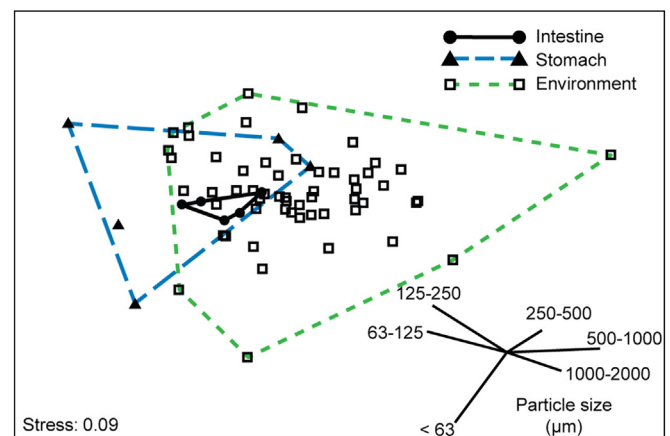 Intestine
Stomach
Environment
125-250
250-500
63-125
500-1000
1000-2000
Particle size
(µm)
< 63
Stress: 0.09